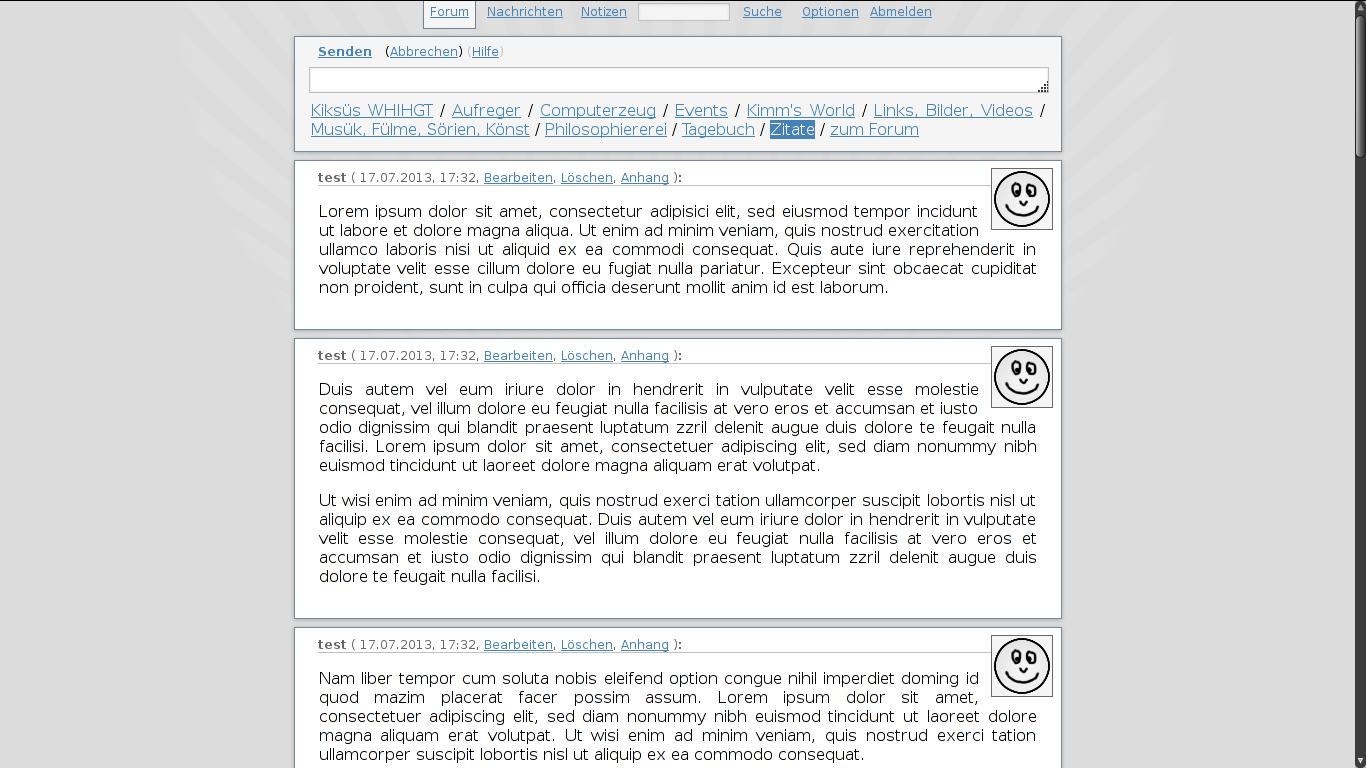 Forum Nachrichten Notizen Suche Optionen Abmelden
Senden (Abbrechen) (Hilfe)
Kiksüs WHIHGT / Aufreger / Computerzeug / Events / Kimm's World / Links, Bilder, Videos /
Musük, Fülme, Sörien, Könst / Philosophiererei / Tagebuch / Zitate / zum Forum
test ( 17.07.2013, 17:32, Bearbeiten, Löschen, Anhang ):
Lorem ipsum dolor sit amet, consectetur adipisici elit, sed eiusmod tempor incidunt
ut labore et dolore magna aliqua. Ut enim ad minim veniam, quis nostrud exercitation
ullamco laboris nisi ut aliquid ex ea commodi consequat. Quis aute iure reprehenderit in
voluptate velit esse cillum dolore eu fugiat nulla pariatur. Excepteur sint obcaecat cupiditat
non proident, sunt in culpa qui officia deserunt mollit anim id est laborum.
test ( 17.07.2013, 17:32, Bearbeiten, Löschen, Anhang ):
Duis autem vel eum iriure dolor in hendrerit in vulputate velit esse molestie
consequat, vel illum dolore eu feugiat nulla facilisis at vero eros et accumsan et iusto
odio dignissim qui blandit praesent luptatum zzril delenit augue duis dolore te feugait nulla
facilisi. Lorem ipsum dolor sit amet, consectetuer adipiscing elit, sed diam nonummy nibh
euismod tincidunt ut laoreet dolore magna aliquam erat volutpat.
Ut wisi enim ad minim veniam, quis nostrud exerci tation ullamcorper suscipit lobortis nisl ut
aliquip ex ea commodo consequat. Duis autem vel eum iriure dolor in hendrerit in vulputate
velit esse molestie consequat, vel illum dolore eu feugiat nulla facilisis at vero eros et
accumsan et iusto odio dignissim qui blandit praesent luptatum zzril delenit augue duis
dolore te feugait nulla facilisi.
test ( 17.07.2013, 17:32, Bearbeiten, Löschen, Anhang ):
Nam liber tempor cum soluta nobis eleifend option congue nihil imperdiet doming id
quod mazim placerat facer possim assum. Lorem ipsum dolor sit amet,
consectetuer adipiscing elit, sed diam nonummy nibh euismod tincidunt ut laoreet dolore
magna aliquam erat volutpat. Ut wisi enim ad minim veniam, quis nostrud exerci tation
ullamcorper suscipit lobortis nisl ut aliquip ex ea commodo consequat.